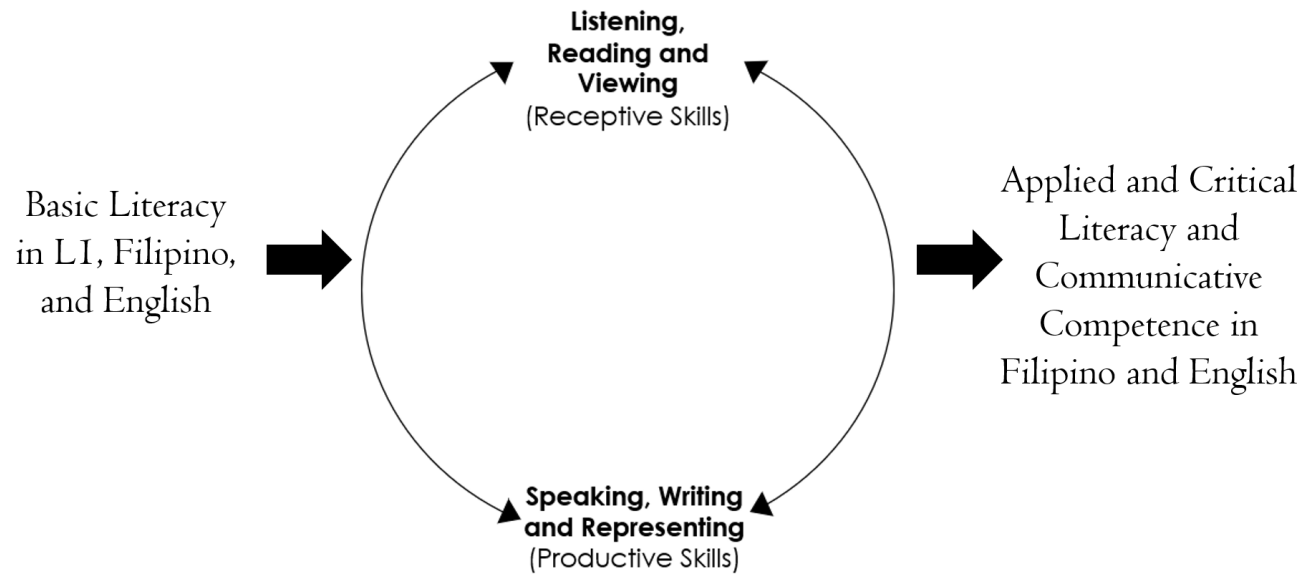 Listening,
Reading and
Viewing
(Receptive Skills)
Basic Literacy
in L1, Filipino,
and English
Applied and Critical
Literacy and
Communicative
Competence in
Filipino and English
Speaking, Writing
and Representing
(Productive Skills)